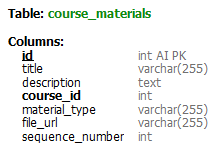 Table: course_materials
Columns:
id int AI PK
title varchar(255)
description text
course_id int
material_type varchar(255)
file_url varchar(255)
sequence_number int